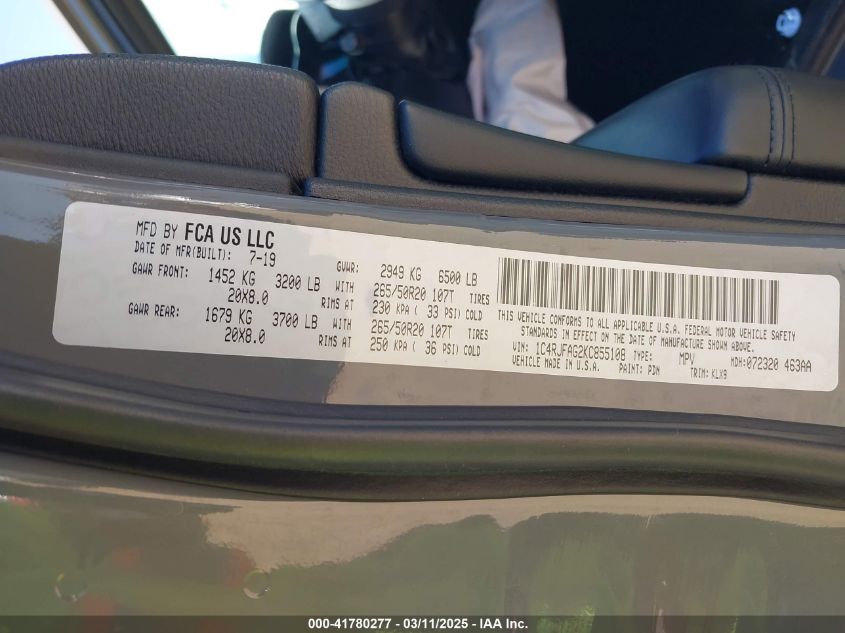 MFD BY FCA US LLC
DATE OF MFR(BUILT): 7-19 GVWR: 2949 KG 6500 LB
GAWR FRONT: 1452 KG 3200 LB WITH 265/50R20 107T TIRES
20X8.0 RIMS AT 230 KPA ( 33 PSI) COLD
GAWR REAR: 1679 KG 3700 LB WITH 265/50R20 107T TIRES
20X8.0 RIMS AT 250 KPA ( 36 PSI) COLD
THIS VEHICLE CONFORMS TO ALL APPLICABLE U.S.A. FEDERAL MOTOR VEHICLE SAFETY
STANDARDS IN EFFECT ON THE DATE OF MANUFACTURE SHOWN ABOVE.
VIN: 1C4RJFAG2KC855108 TYPE: MPV MDH:072320 463AA
VEHICLE MADE IN U.S.A. PAINT: PDN TRIM: KLX9
000-41780277 - 03/11/2025 - IAA Inc.